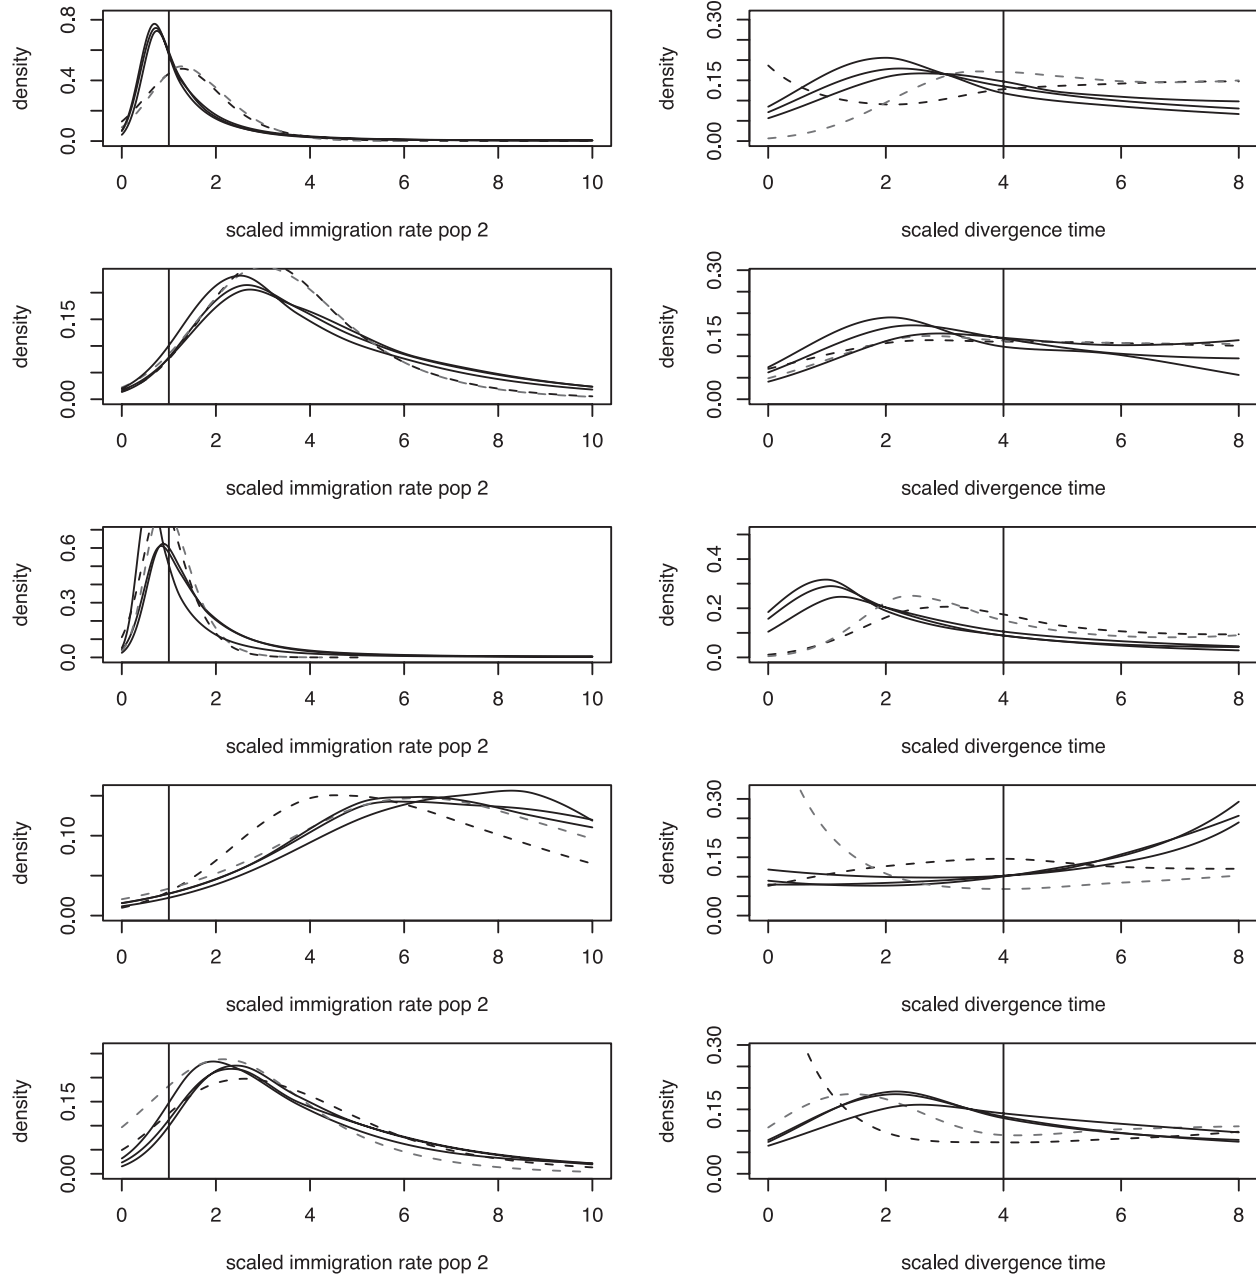 density
0.0 0.4 0.8
0 2 4 6 8 10
scaled immigration rate pop 2
density
0.00 0.15 0.30
0 2 4 6 8
scaled divergence time
density
0.00 0.15
0 2 4 6 8 10
scaled immigration rate pop 2
density
0.00 0.15 0.30
0 2 4 6 8
scaled divergence time
density
0.0 0.3 0.6
0 2 4 6 8 10
scaled immigration rate pop 2
density
0.0 0.2 0.4
0 2 4 6 8
scaled divergence time
density
0.00 0.10
0 2 4 6 8 10
scaled immigration rate pop 2
density
0.00 0.15 0.30
0 2 4 6 8
scaled divergence time
density
0.00 0.15
0 2 4 6 8 10
scaled immigration rate pop 2
density
0.00 0.15 0.30
0 2 4 6 8
scaled divergence time